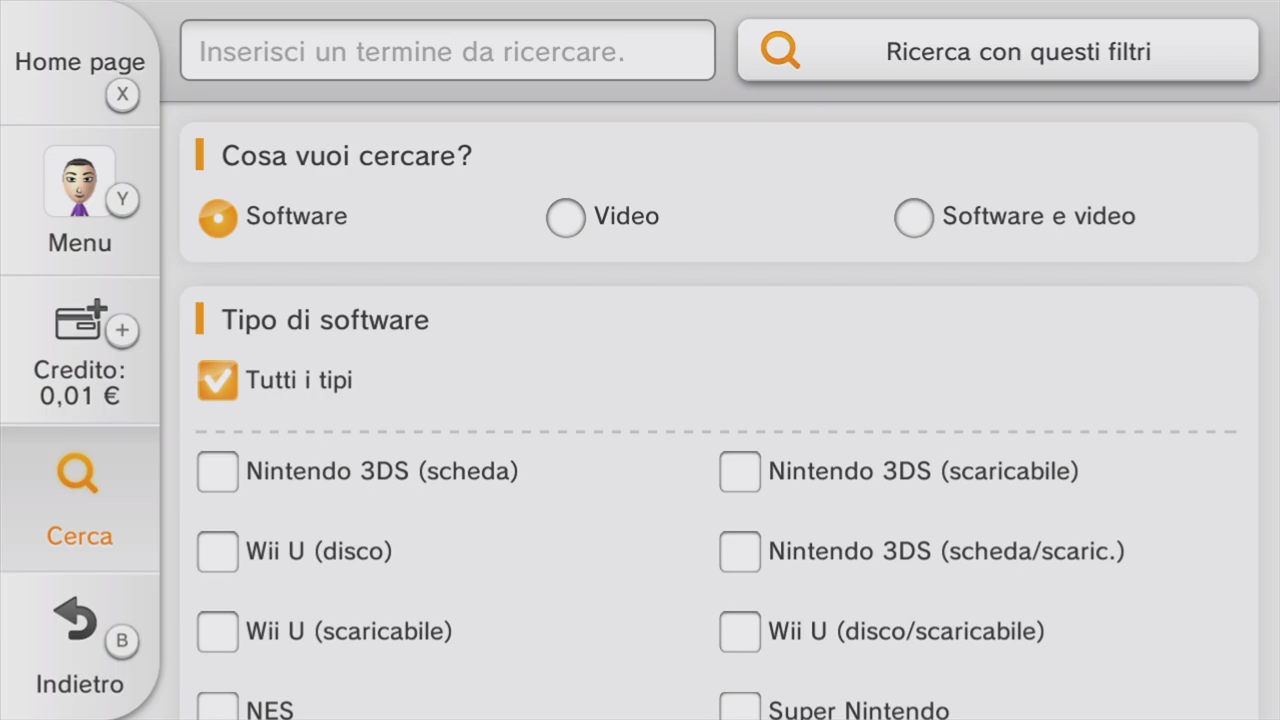 Home page
X
Y
Menu
+
Credito:
0,01 €
Cerca
B
Indietro
Inserisci un termine da ricercare.
Ricerca con questi filtri
Cosa vuoi cercare?
Software
Video
Software e video
Tipo di software
Tutti i tipi
Nintendo 3DS (scheda)
Nintendo 3DS (scaricabile)
Wii U (disco)
Nintendo 3DS (scheda/scaric.)
Wii U (scaricabile)
Wii U (disco/scaricabile)
NES
Super Nintendo